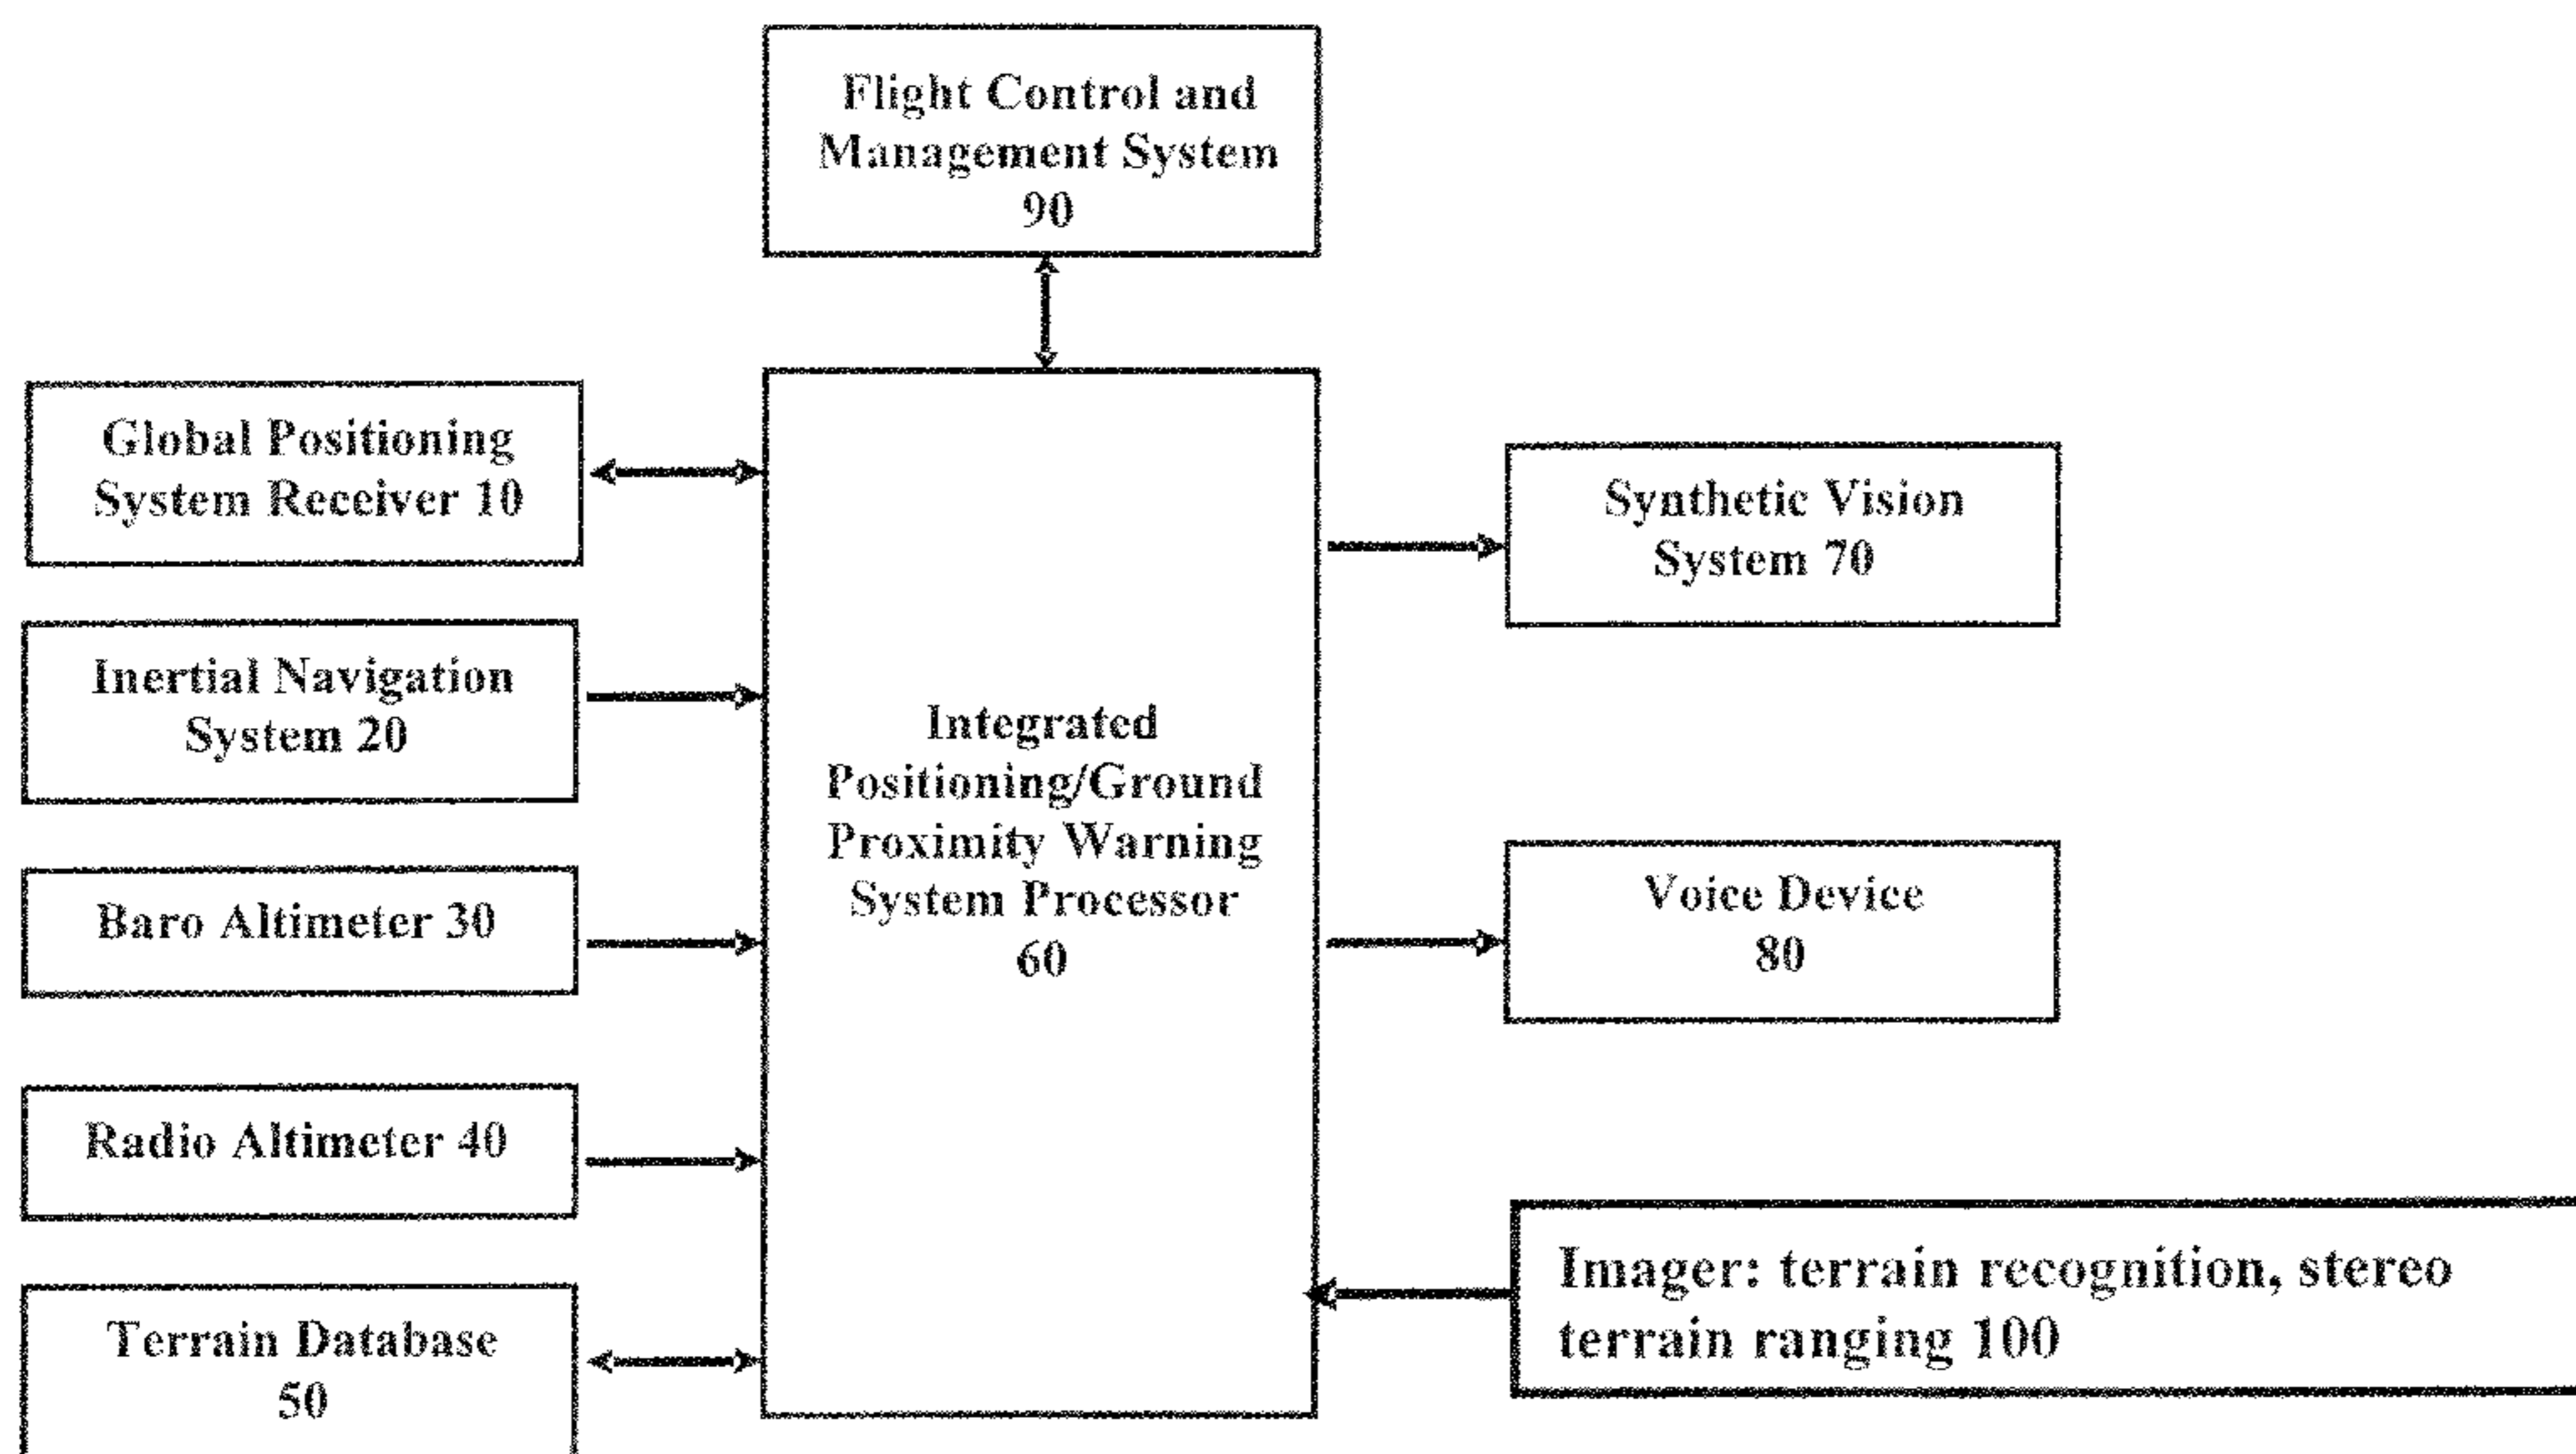 Flight Control and
Management System
90
Global Positioning
System Receiver 10
Inertial Navigation
System 20
Baro Altimeter 30
Radio Altimeter 40
Terrain Database
50
Integrated
Positioning/Ground
Proximity Warning
System Processor
60
Synthetic Vision
System 70
Voice Device
80
Imager: terrain recognition, stereo
terrain ranging 100